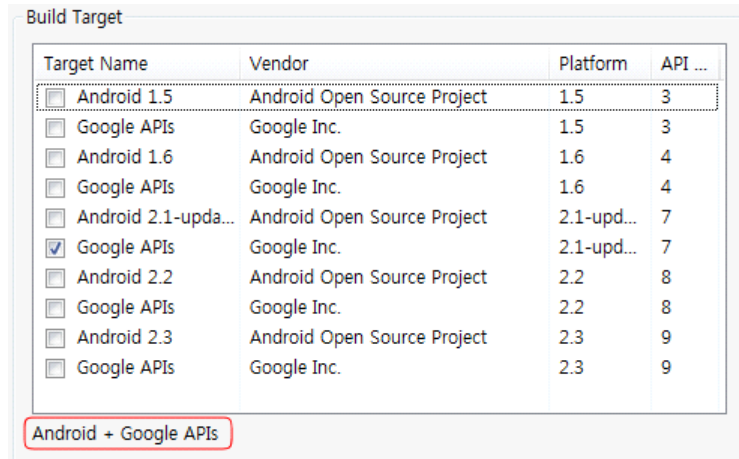 Build Target
Target Name Vendor Platform API ...
Android 1.5 Android Open Source Project 1.5 3
Google APIs Google Inc. 1.5 3
Android 1.6 Android Open Source Project 1.6 4
Google APIs Google Inc. 1.6 4
Android 2.1-upda... Android Open Source Project 2.1-upd... 7
Google APIs Google Inc. 2.1-upd... 7
Android 2.2 Android Open Source Project 2.2 8
Google APIs Google Inc. 2.2 8
Android 2.3 Android Open Source Project 2.3 9
Google APIs Google Inc. 2.3 9
Android + Google APIs